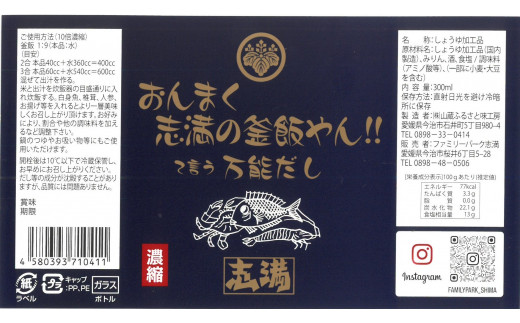 ご使用方法(10倍濃縮)
釜飯 1:9(本品:水)
(目安)
2合 本品40cc+水360cc=400cc
3合 本品60cc+水540cc=600cc
混ぜて出汁を作る。
米と出汁を炊飯器の目盛通りに入れ炊飯する。
白身魚、椎茸、人参、
お揚げ等を入れるとより一層美味しくお召し上がり頂けます。お好みにより、割合や他の調味料を加えるなど調整下さい。
鍋のつゆやお吸い物等にもご使用いただけます。
開栓後は10℃以下で冷蔵保管し、
お早めにお召し上がりください。
だし等の成分が沈殿することがありますが、品質には問題ありません。
賞味
期限
4 580393 710411
紙
ラベル
プラ
キャップ
:PP,PE
ガラス
ボトル
おんまく
志満の釜飯やん!!
て言う 万能だし
濃縮
志満
名 称:しょうゆ加工品
原材料名:しょうゆ(国内
製造)、みりん、酒、食塩/調味料
(アミノ酸等)、(一部に小麦・大豆
を含む)
内 容 量:300ml
保存方法:直射日光を避け冷暗
所に保存
製 造 者:㈱山蔵ふるさと味工房
愛媛県今治市石井町5丁目980-4
TEL 0898-33-0414
販 売 者:ファミリーパーク志満
愛媛県今治市桜井6丁目5-28
TEL 0898-48-0506
(栄養成分表示)100gあたり(推定値)
エネルギー 77kcal
たんぱく質 3.3g
脂 質 0.0g
炭水化物 22.1g
食塩相当量 13g
Instagram
FAMILYPARK_SHIMA